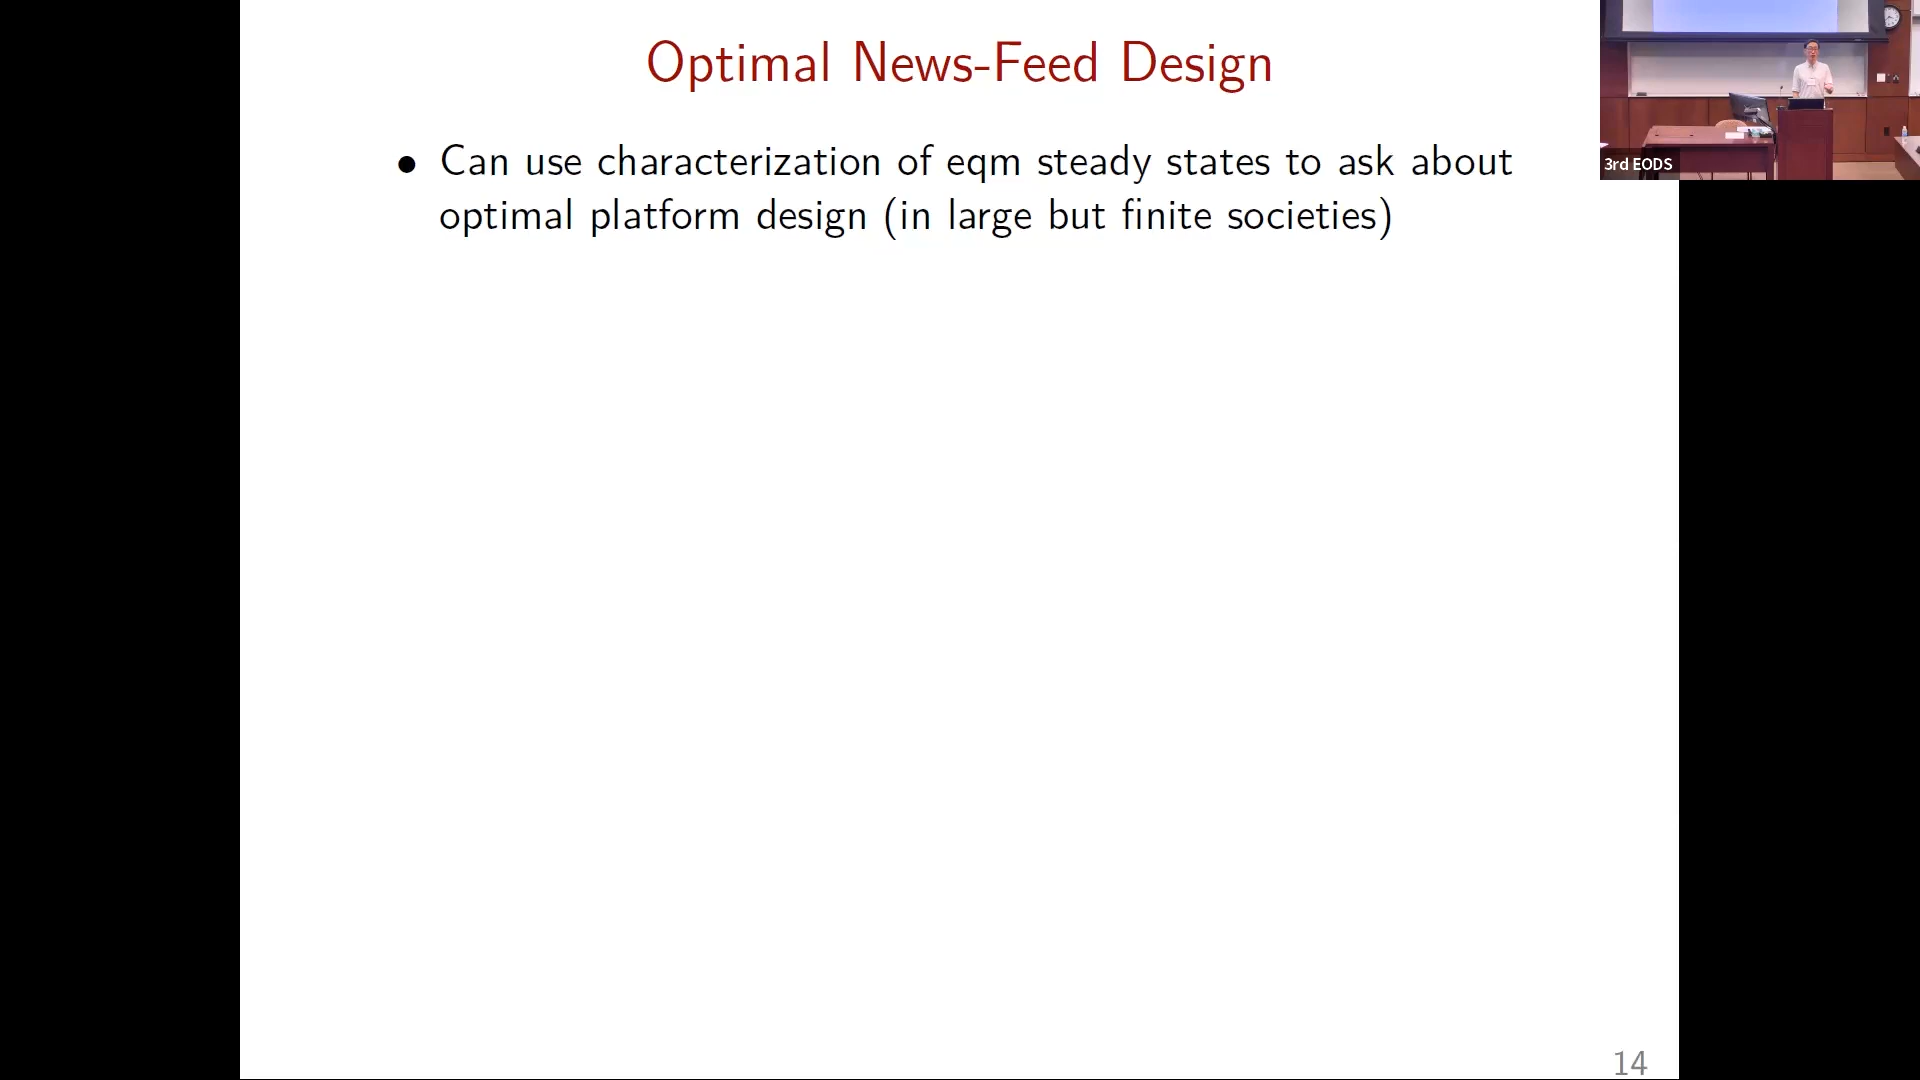 Optimal News-Feed Design
• Can use characterization of eqm steady states to ask about
optimal platform design (in large but finite societies)
3rd EODS
14